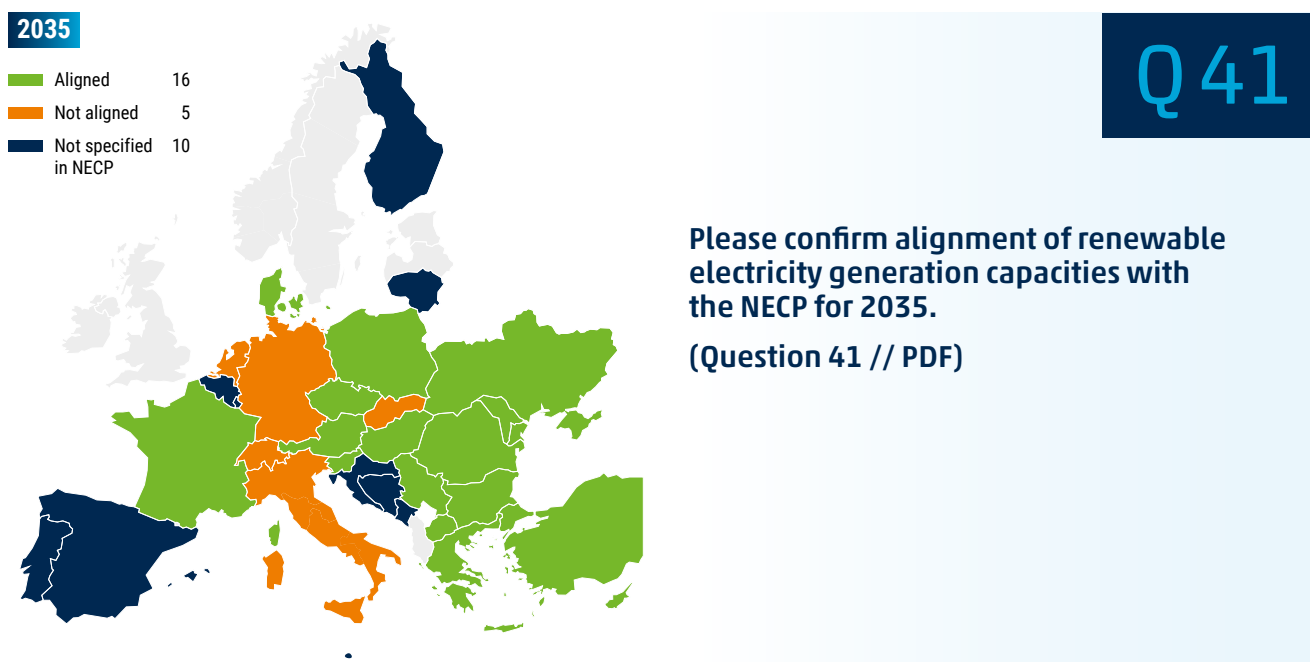 2035
Aligned 16
Not aligned 5
Not specified 10
in NECP
Q 41
Please confirm alignment of renewable
electricity generation capacities with
the NECP for 2035.
(Question 41 // PDF)